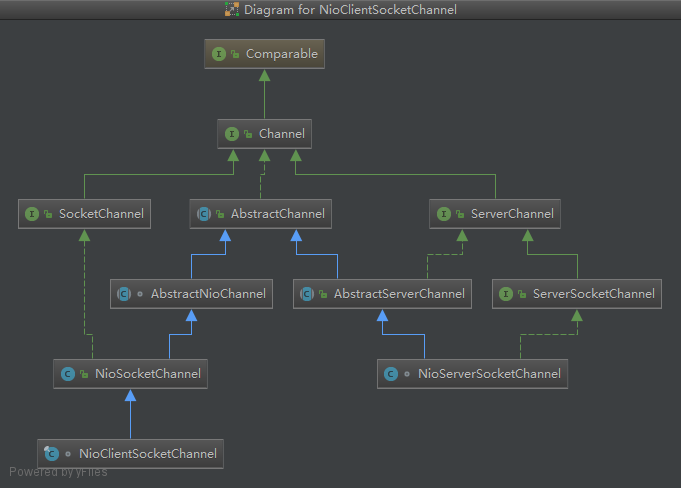 Diagram for NioClientSocketChannel
Comparable
Channel
SocketChannel
AbstractChannel
ServerChannel
AbstractNioChannel
AbstractServerChannel
ServerSocketChannel
NioSocketChannel
NioServerSocketChannel
NioClientSocketChannel
Powered by yFiles